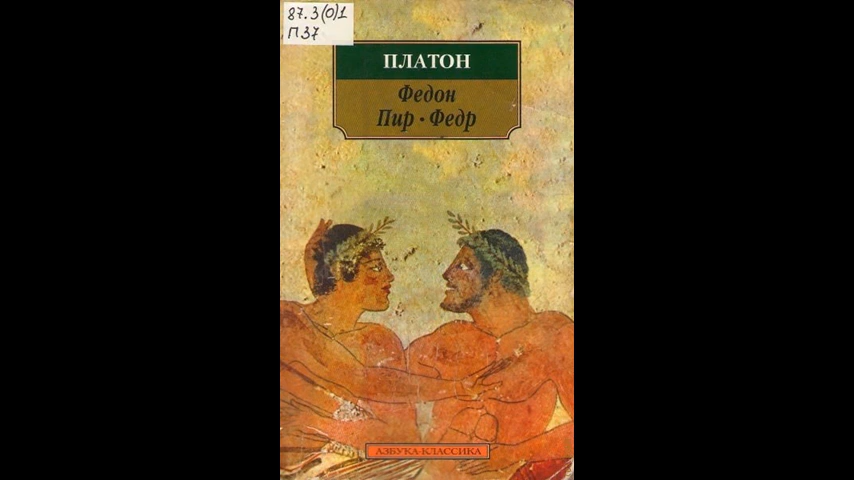 87.3(0)1
П37
ПЛАТОН
Федон
Пир • Федр
АЗБУКА-КЛАССИКА